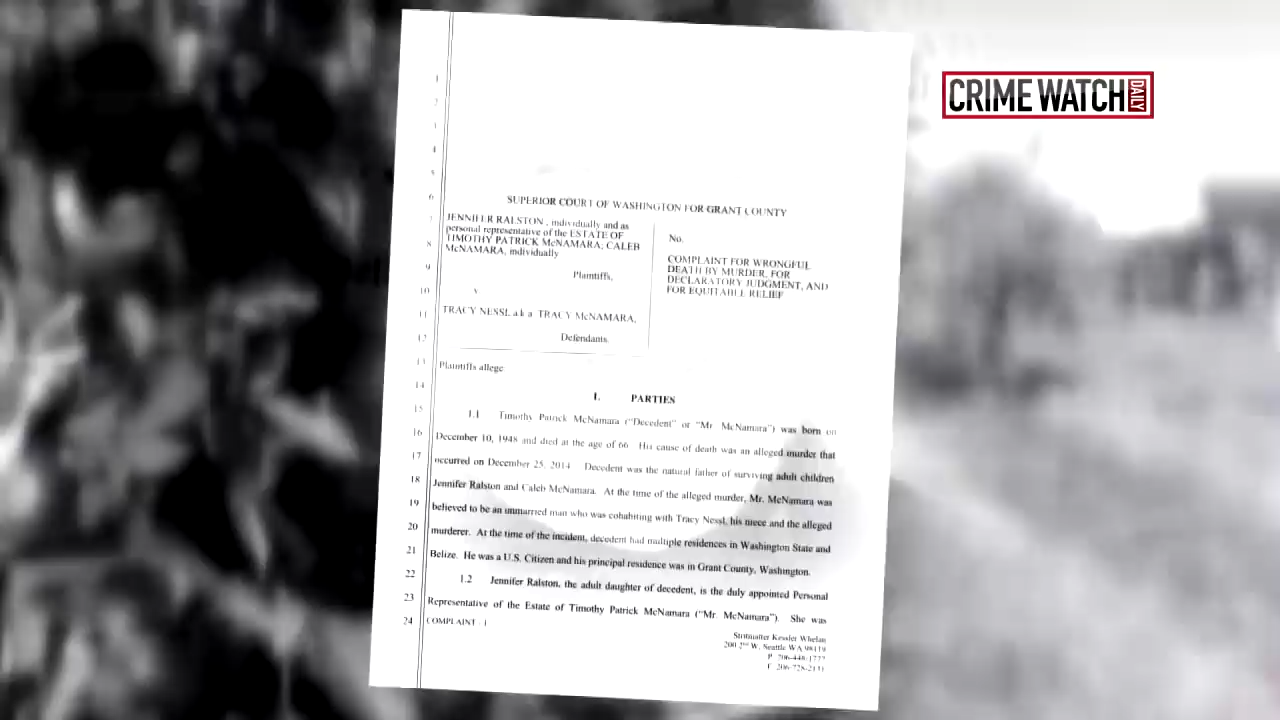 CRIME WATCH DAILY
1
2
3
4
5
6
7
8
9
10
11
12
13
14
15
16
17
18
19
20
21
22
23
24
SUPERIOR COURT OF WASHINGTON FOR GRANT COUNTY
JENNIFER RALSTON, individually and as
personal representative of the ESTATE OF
TIMOTHY PATRICK McNAMARA; CALEB
McNAMARA, individually
Plaintiffs,
v
TRACY NESSL a.k.a TRACY McNAMARA,
Defendants.
No.
COMPLAINT FOR WRONGFUL
DEATH BY MURDER, FOR
DECLARATORY JUDGMENT, AND
FOR EQUITABLE RELIEF
Plaintiffs allege
I. PARTIES
1.1 Timothy Patrick McNamara ("Decedent" or "Mr. McNamara") was born on
December 10, 1948 and died at the age of 66 His cause of death was an alleged murder that
occurred on December 25, 2014 Decedent was the natural father of surviving adult children
Jennifer Ralston and Caleb McNamara. At the time of the alleged murder, Mr. McNamara was
believed to be an unmarried man who was cohabiting with Tracy Nessl, his niece and the alleged
murderer. At the time of the incident, decedent had multiple residences in Washington State and
Belize. He was a U.S. Citizen and his principal residence was in Grant County, Washington.
1.2 Jennifer Ralston, the adult daughter of decedent, is the duly appointed Personal
Representative of the Estate of Timothy Patrick McNamara ("Mr. McNamara"). She was
COMPLAINT - 1
Stritmatter Kessler Whelan
200 2nd W. Seattle WA 98119
P 206-448-1777
F 206-728-2131